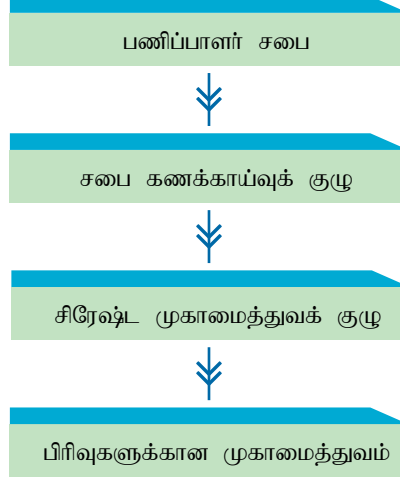 பணிப்பாளர் சபை
சபை கணக்காய்வுக் குழு
சிரேஷ்ட முகாமைத்துவக் குழு
பிரிவுகளுக்கான முகாமைத்துவம்